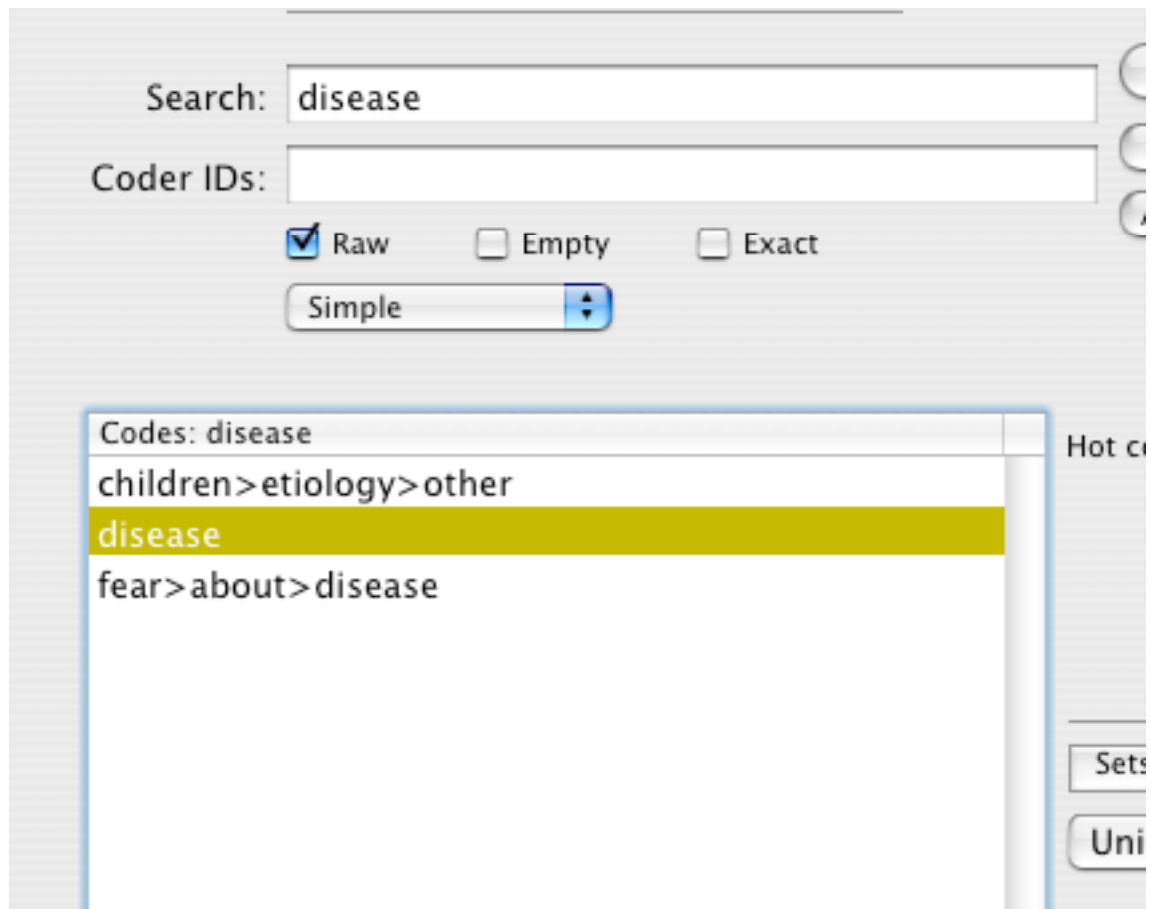 Search: disease
Coder IDs:
Raw Empty Exact
Simple
Codes: disease
Hot
children>etiology>other
disease
fear>about>disease
Sets
Uni